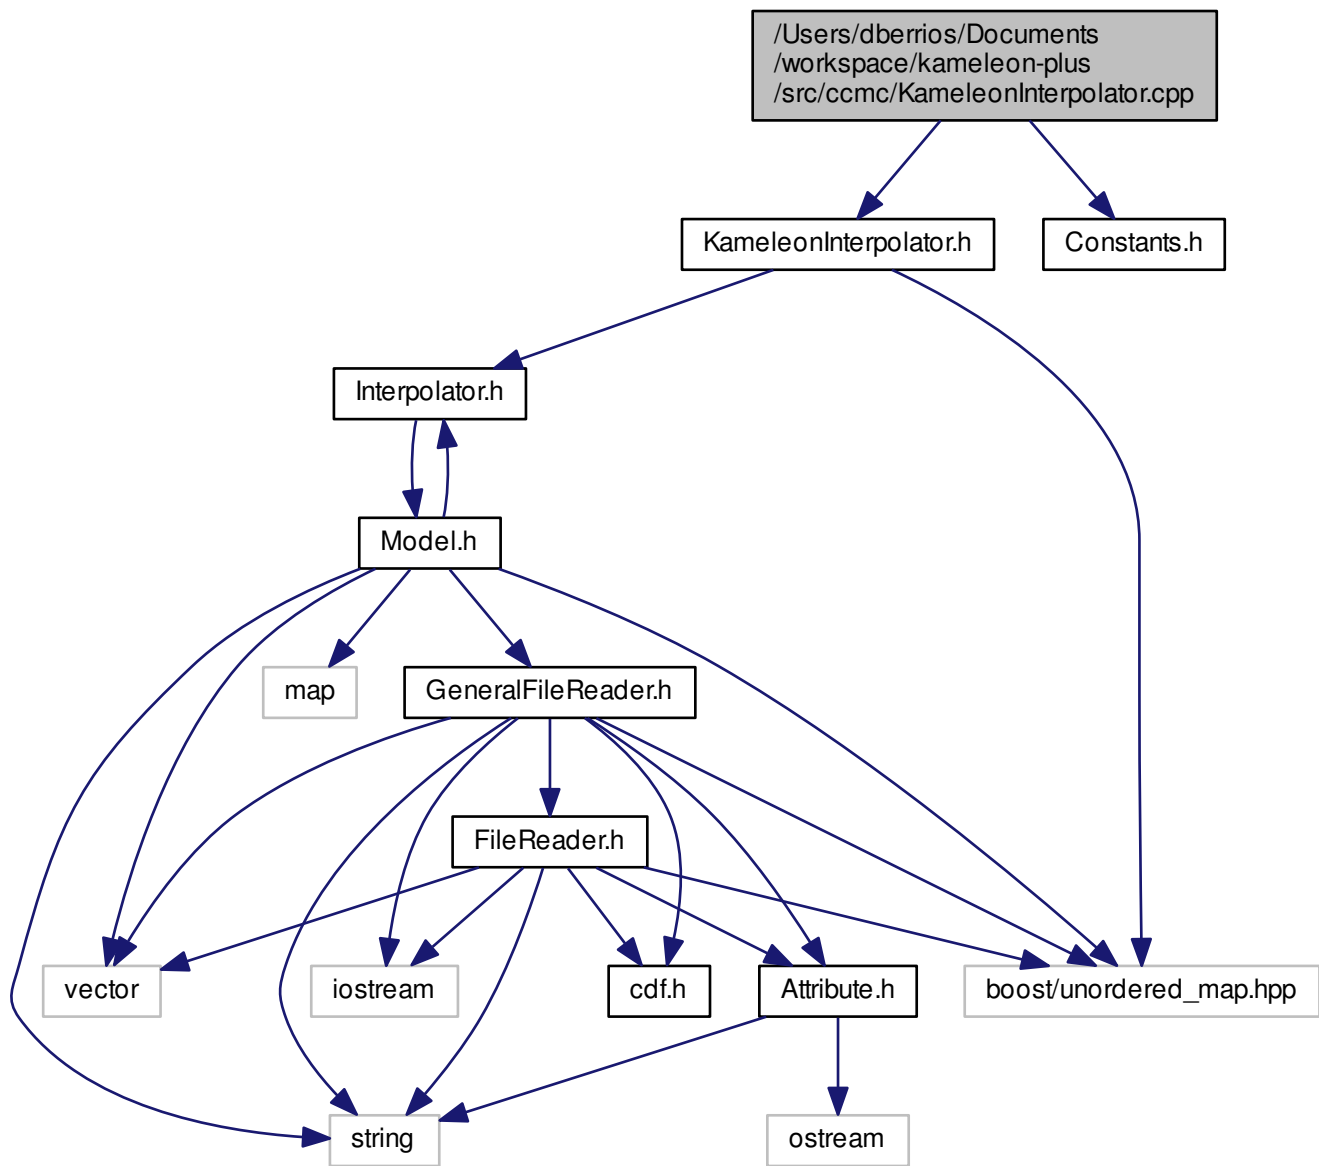 /Users/dberrios/Documents
/workspace/kameleon-plus
/src/ccmc/KameleonInterpolator.cpp
KameleonInterpolator.h
Constants.h
Interpolator.h
Model.h
map
GeneralFileReader.h
FileReader.h
vector
iostream
cdf.h
Attribute.h
boost/unordered_map.hpp
string
ostream